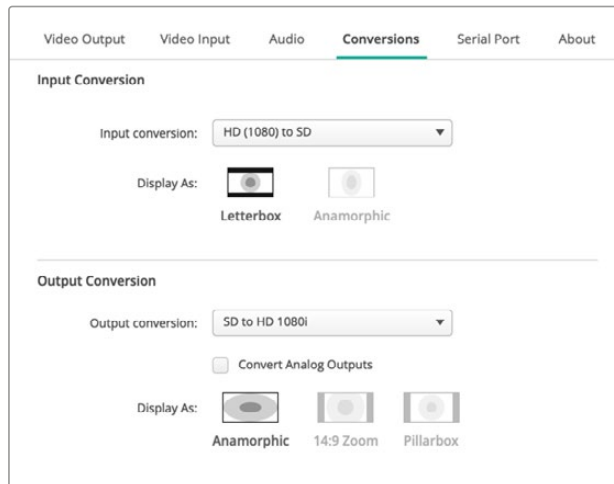 Video Output Video Input Audio Conversions Serial Port About
Input Conversion
Input conversion: HD (1080) to SD
Display As:
Letterbox Anamorphic
Output Conversion
Output conversion: SD to HD 1080i
Convert Analog Outputs
Display As:
Anamorphic 14:9 Zoom Pillarbox